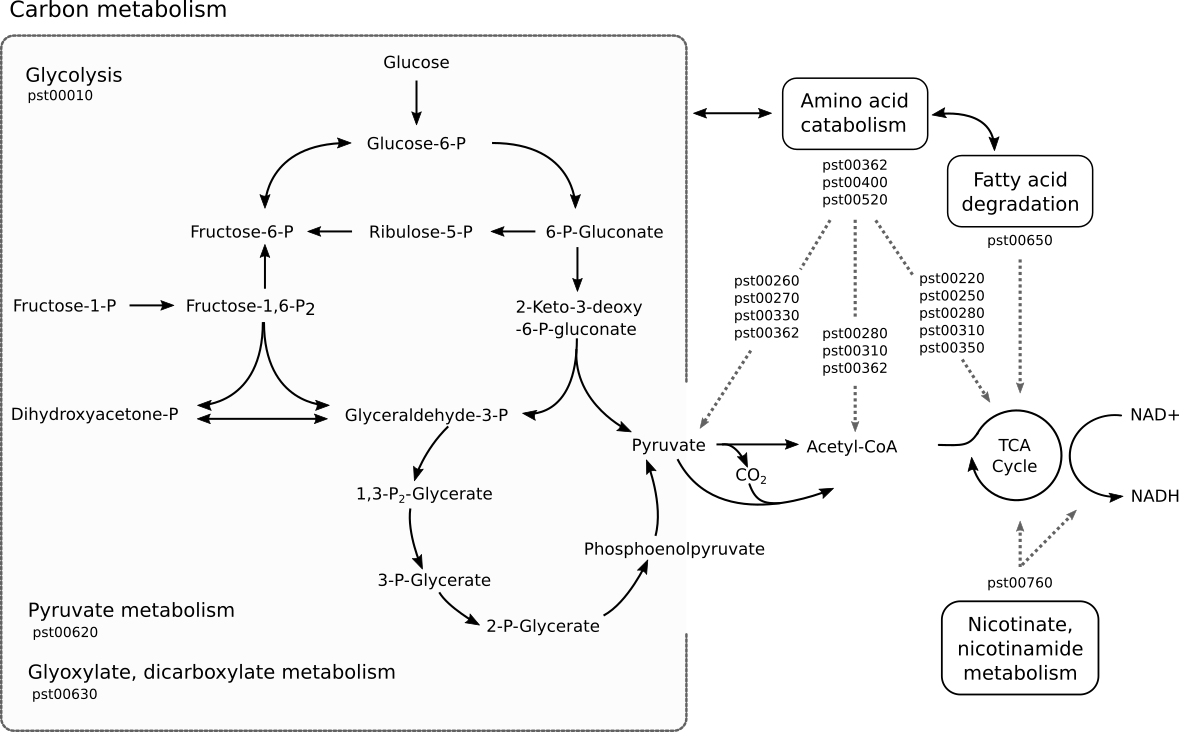 Carbon metabolism
Glycolysis
pst00010
Glucose
Glucose-6-P
Fructose-6-P
Ribulose-5-P
6-P-Gluconate
Fructose-1-P
Fructose-1,6-P2
2-Keto-3-deoxy
-6-P-gluconate
Dihydroxyacetone-P
Glyceraldehyde-3-P
Pyruvate
Acetyl-CoA
CO2
1,3-P2-Glycerate
3-P-Glycerate
2-P-Glycerate
Phosphoenolpyruvate
Pyruvate metabolism
pst00620
Glyoxylate, dicarboxylate metabolism
pst00630
Amino acid
catabolism
pst00362
pst00400
pst00520
Fatty acid
degradation
pst00650
pst00260
pst00270
pst00330
pst00362
pst00280
pst00310
pst00362
pst00220
pst00250
pst00280
pst00310
pst00350
TCA
Cycle
NAD+
NADH
pst00760
Nicotinate,
nicotinamide
metabolism